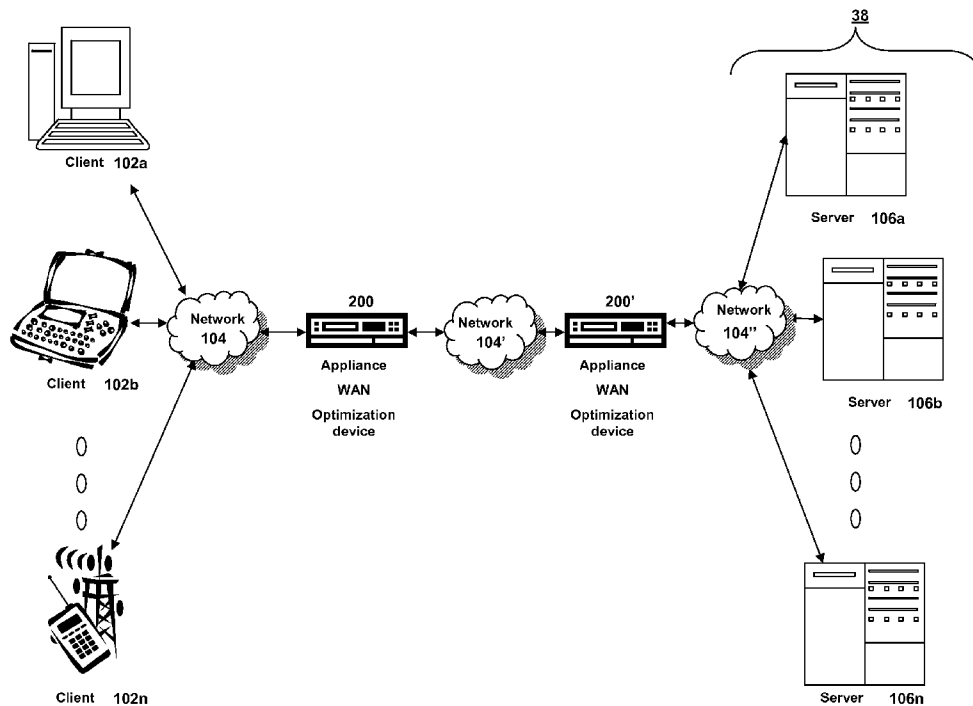 38
Client 102a
Server 106a
Network
104
200
Appliance
WAN
Optimization
device
Network
104'
200'
Appliance
WAN
Optimization
device
Network
104''
Client 102b
Server 106b
Client 102n
Server 106n